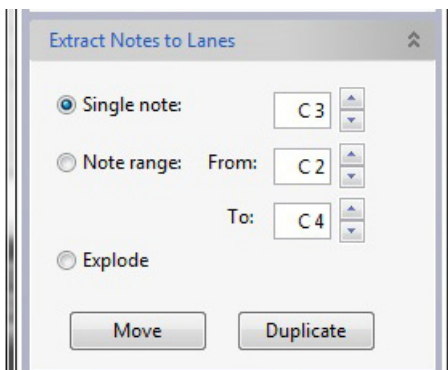 Extract Notes to Lanes
Single note: C 3
Note range: From: C 2
To: C 4
Explode
Move Duplicate